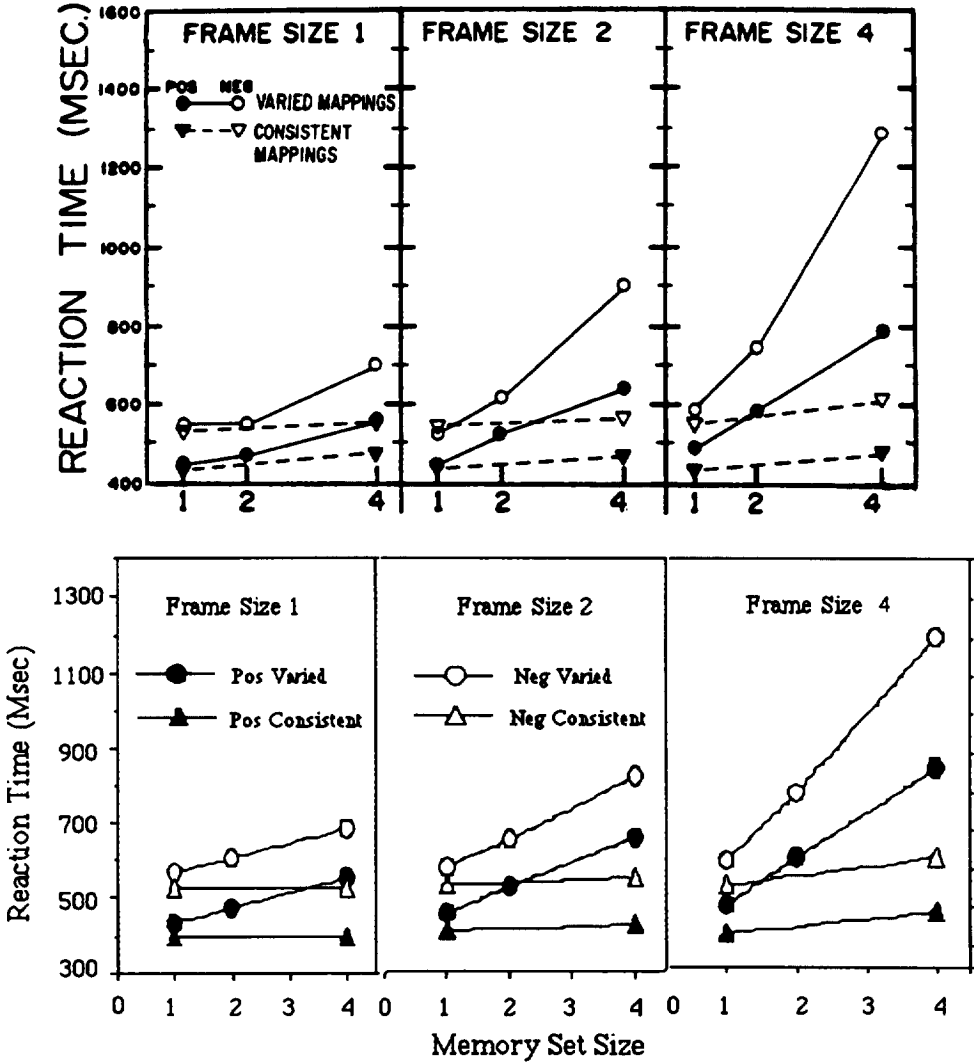 1600
FRAME SIZE 1
FRAME SIZE 2
FRAME SIZE 4
REACTION TIME (MSEC.)
1400
1200
1000
800
600
400
POS NEG
VARIED MAPPINGS
CONSISTENT
MAPPINGS
1 2 4
1 2 4
1 2 4
Reaction Time (Msec)
1300
1100
900
700
500
300
Frame Size 1
Frame Size 2
Frame Size 4
Pos Varied
Pos Consistent
Neg Varied
Neg Consistent
0 1 2 4
0 1 2 4
0 1 2 4
Memory Set Size